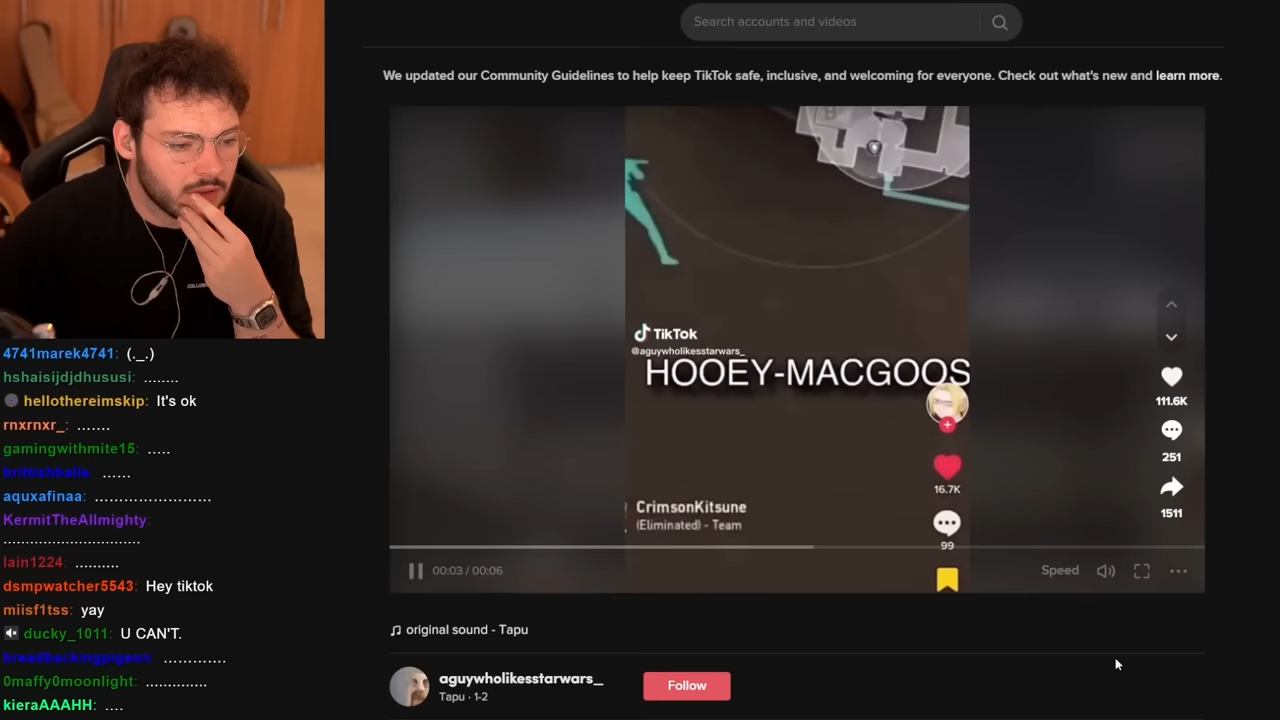 Search accounts and videos
We updated our Community Guidelines to help keep TikTok safe, inclusive, and welcoming for everyone. Check out what's new and learn more.
B
TikTok
@aguywholikesstarwars_
HOOEY-MACGOOS
16.7K
99
CrimsonKitsune
(Eliminated) - Team
111.6K
251
1511
00:03 / 00:06
Speed
original sound - Tapu
aguywholikesstarwars_
Tapu · 1-2
Follow
4741marek4741: (._.)
hshaisijdjdhususi: ........
hellothereimskip: It's ok
rnxrnxr_: .......
gamingwithmite15: .....
brittishballe: ......
aquxafinaa: ........................
KermitTheAllmighty:
............................
lain1224: ..........
dsmpwatcher5543: Hey tiktok
miisf1tss: yay
ducky_1011: U CAN'T.
breadbackingpigeon: .............
0maffy0moonlight: .............
kieraAAAHH: ....